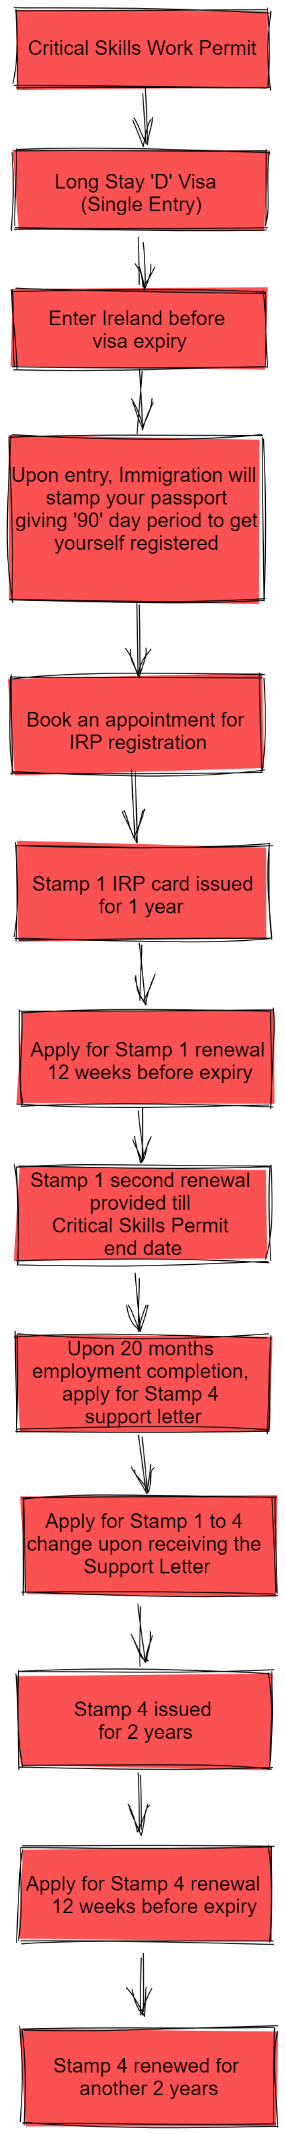 Critical Skills Work Permit
Long Stay 'D' Visa
(Single Entry)
Enter Ireland before
visa expiry
Upon entry, Immigration will
stamp your passport
giving '90' day period to get
yourself registered
Book an appointment for
IRP registration
Stamp 1 IRP card issued
for 1 year
Apply for Stamp 1 renewal
12 weeks before expiry
Stamp 1 second renewal
provided till
Critical Skills Permit
end date
Upon 20 months
employment completion,
apply for Stamp 4
support letter
Apply for Stamp 1 to 4
change upon receiving the
Support Letter
Stamp 4 issued
for 2 years
Apply for Stamp 4 renewal
12 weeks before expiry
Stamp 4 renewed for
another 2 years